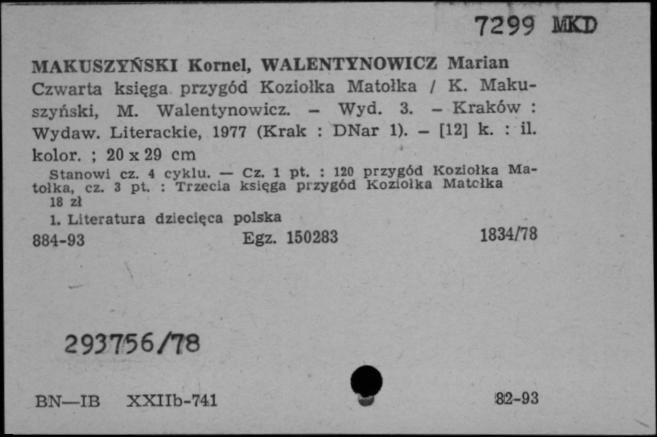 7299 MKD
MAKUSZYŃSKI Kornel, WALENTYNOWICZ Marian
Czwarta księga przygód Koziołka Matołka / K. Maku-
szyński, M. Walentynowicz. — Wyd. 3. — Kraków :
Wydaw. Literackie, 1977 (Krak : DNar 1). — [12] k. : il.
kolor. ; 20 x 29 cm
Stanowi cz. 4 cyklu. — Cz. 1 pt. : 120 przygód Koziołka Ma-
tołka, cz. 3 pt. : Trzecia księga przygód Koziołka Matołka
18 zł
1. Literatura dziecięca polska
884-93 Egz. 150283 1834/78
293756/78
BN—IB XXIIb-741 82-93